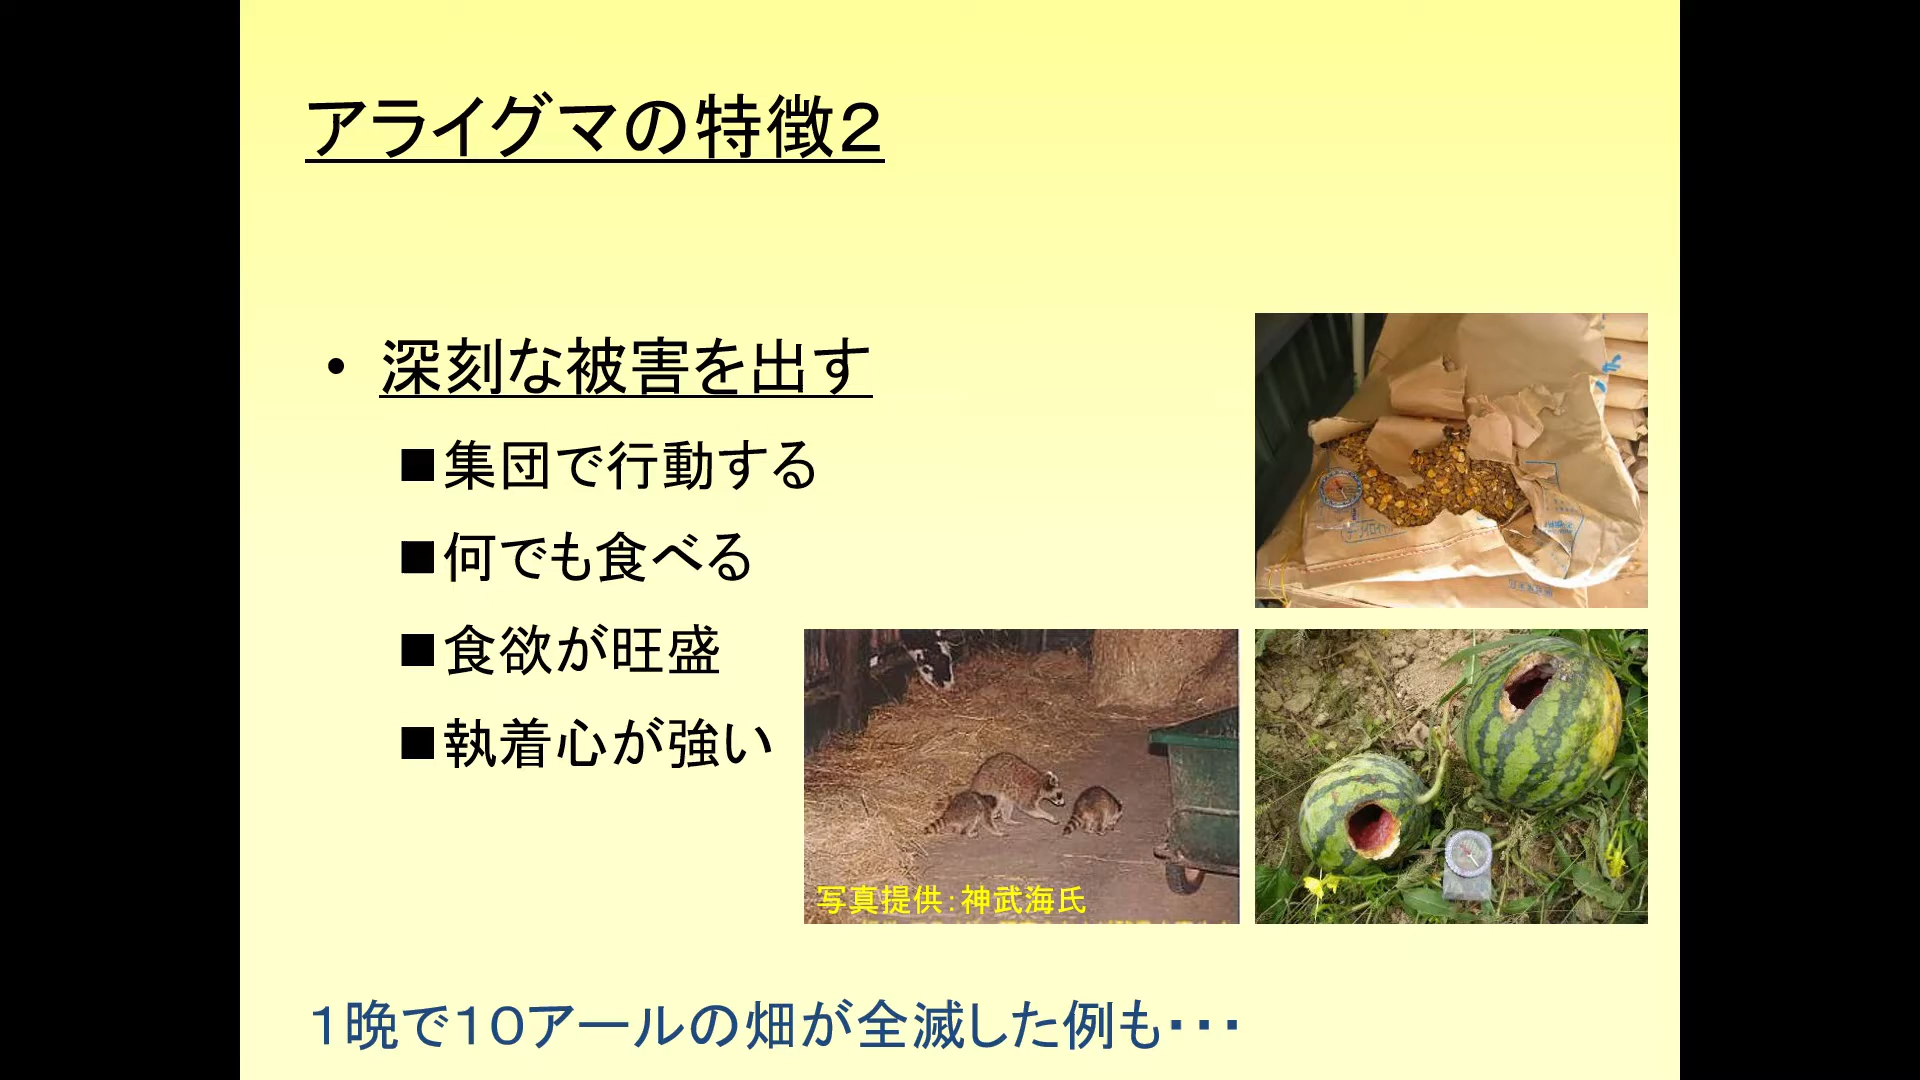 アライグマの特徴２
• 深刻な被害を出す
■集団で行動する
■何でも食べる
■食欲が旺盛
■執着心が強い
写真提供：神武海氏
１晩で１０アールの畑が全滅した例も・・・